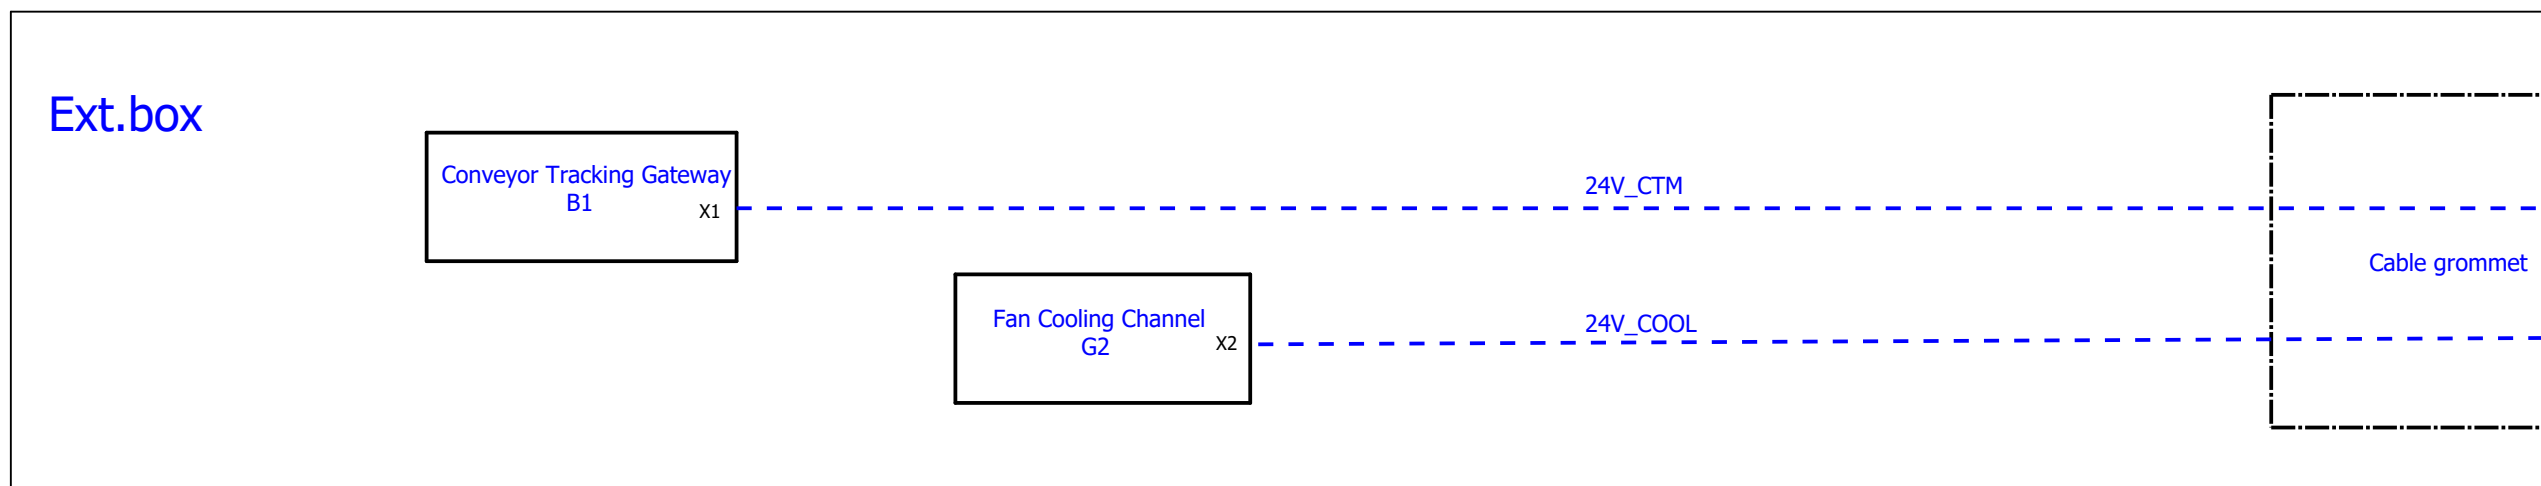 Ext.box
Conveyor Tracking Gateway
B1
X1
24V_CTM
Cable grommet
Fan Cooling Channel
G2
X2
24V_COOL